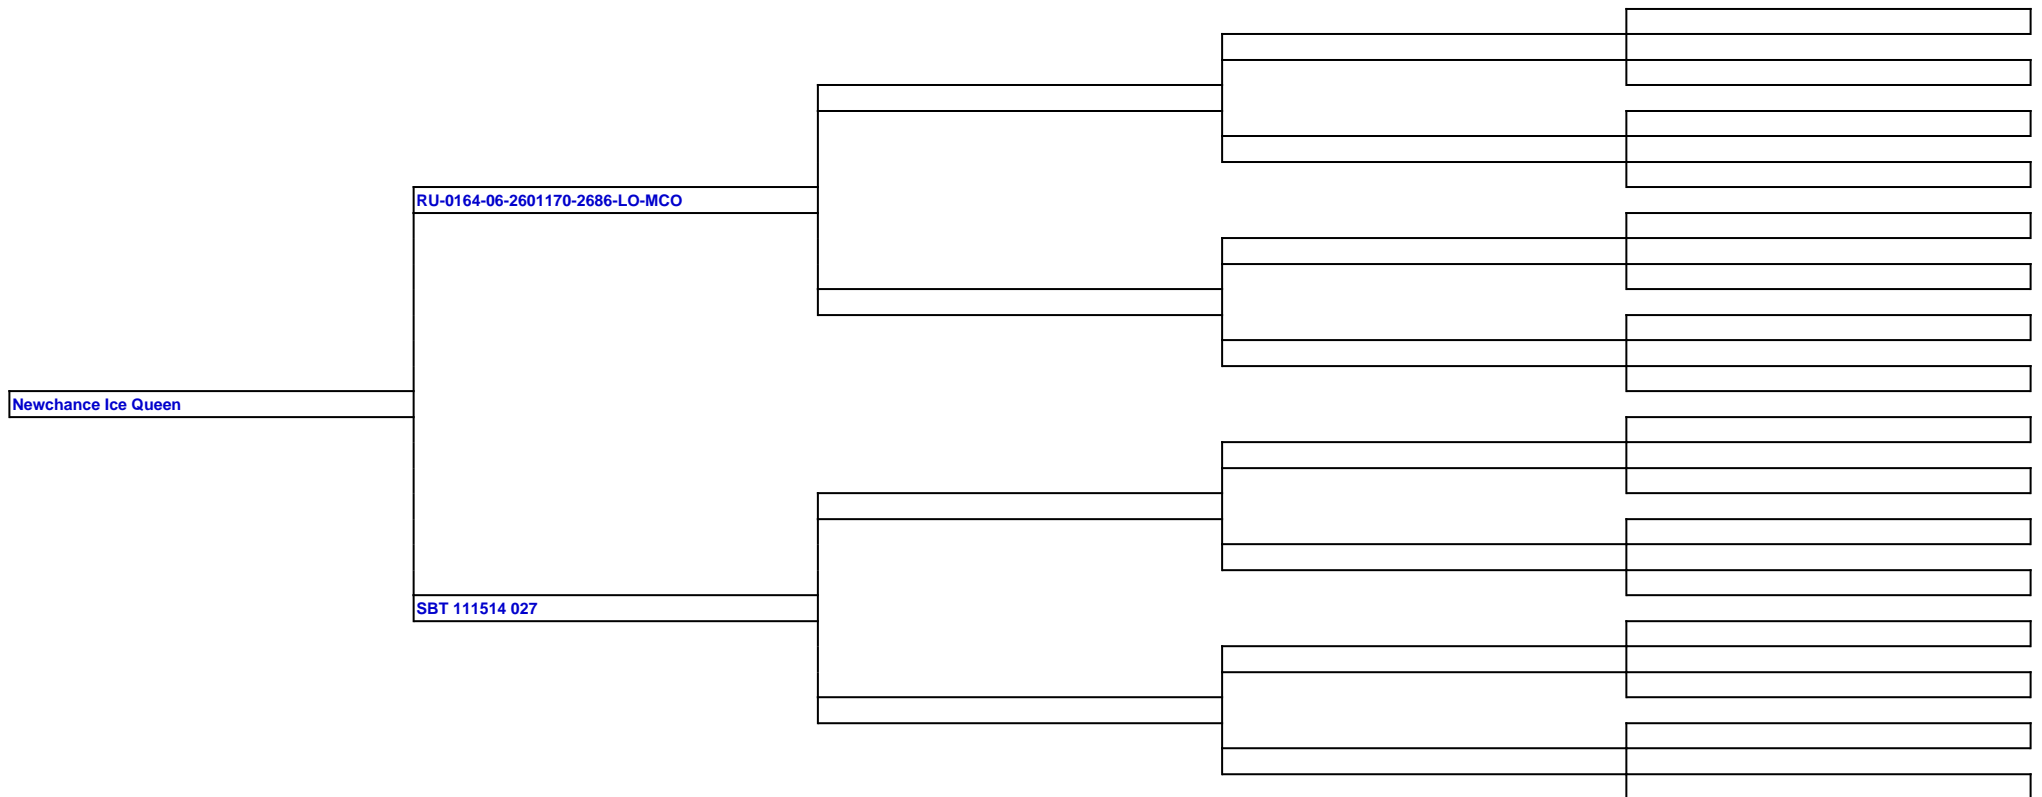 RU-0164-06-2601170-2686-LO-MCO
Newchance Ice Queen
SBT 111514 027